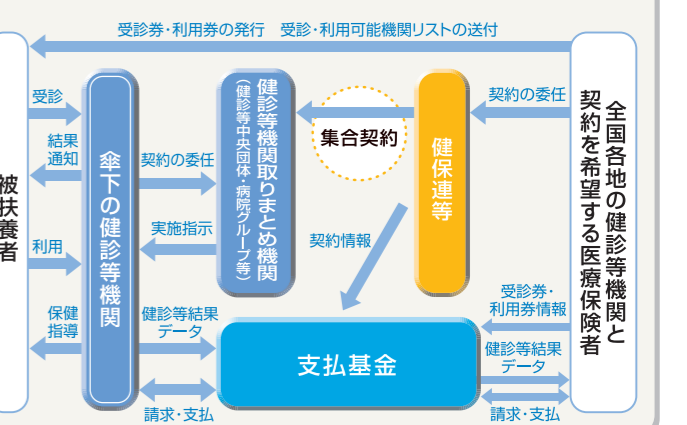 受診券・利用券の発行　受診・利用可能機関リストの送付
受診
結果
通知
利用
保健
指導
被扶養者
傘下の健診等機関
契約の委任
実施指示
健診等結果
データ
請求・支払
健診等機関取りまとめ機関
（健診等中央団体・病院グループ等）
集合契約
契約情報
健保連等
支払基金
契約の委任
受診券・
利用券情報
健診等結果
データ
請求・支払
全国各地の健診等機関と
契約を希望する医療保険者